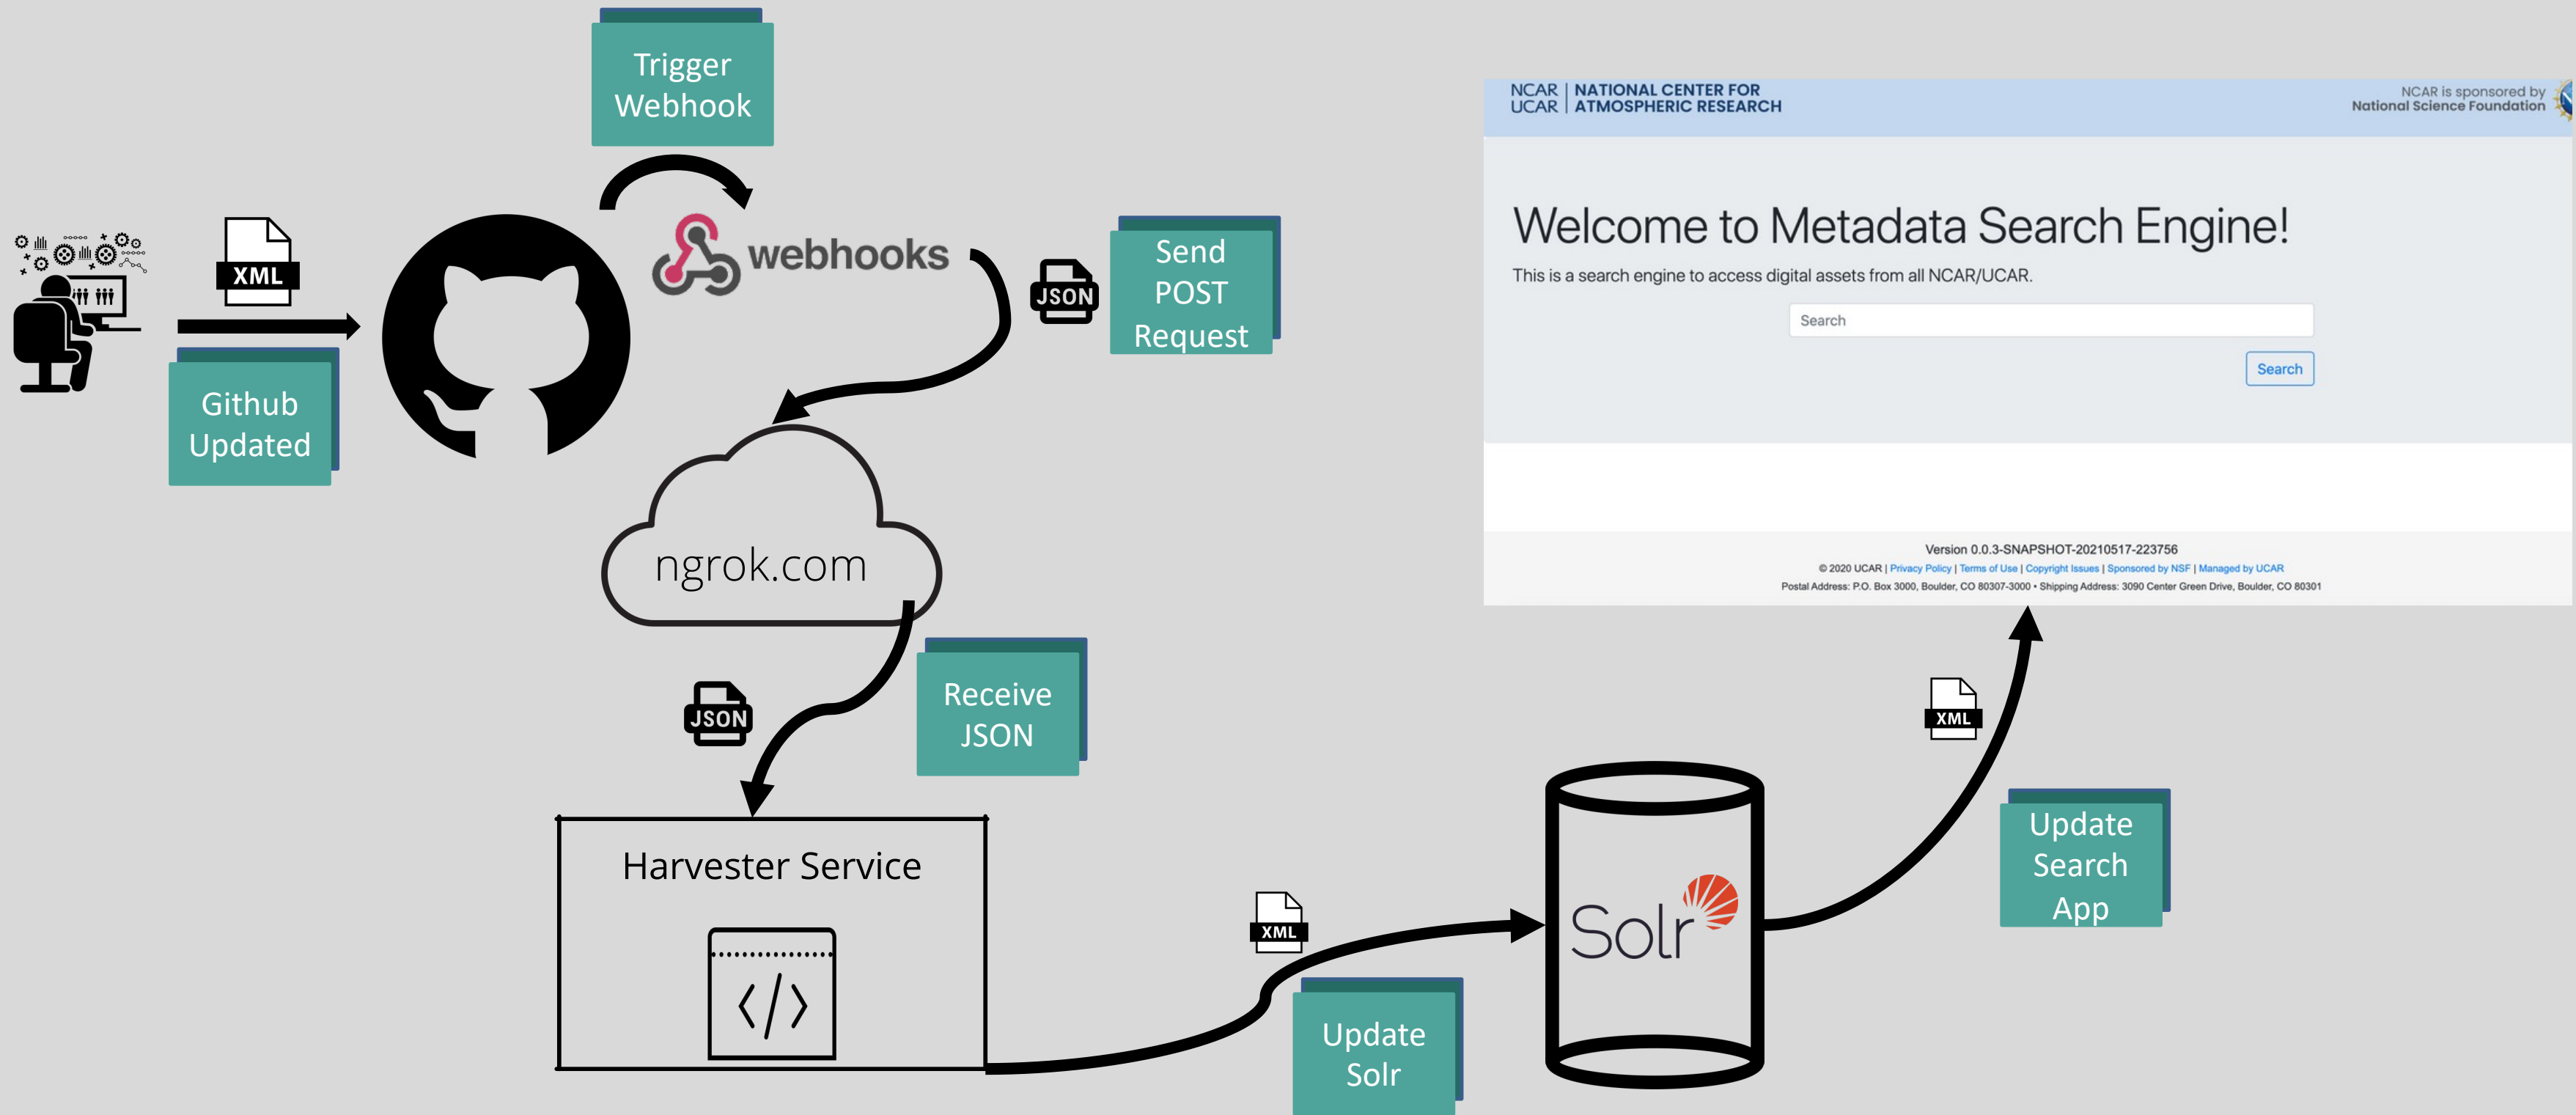 Trigger
Webhook
XML
Github
Updated
webhooks
JSON
Send
POST
Request
ngrok.com
JSON
Receive
JSON
Harvester Service
</>
XML
Update
Solr
Solr
XML
Update
Search
App
NCAR
UCAR
NATIONAL CENTER FOR
ATMOSPHERIC RESEARCH
NCAR is sponsored by
National Science Foundation
Welcome to Metadata Search Engine!
This is a search engine to access digital assets from all NCAR/UCAR.
Search
Search
Version 0.0.3-SNAPSHOT-20210517-223756
© 2020 UCAR | Privacy Policy | Terms of Use | Copyright Issues | Sponsored by NSF | Managed by UCAR
Postal Address: P.O. Box 3000, Boulder, CO 80307-3000 • Shipping Address: 3090 Center Green Drive, Boulder, CO 80301